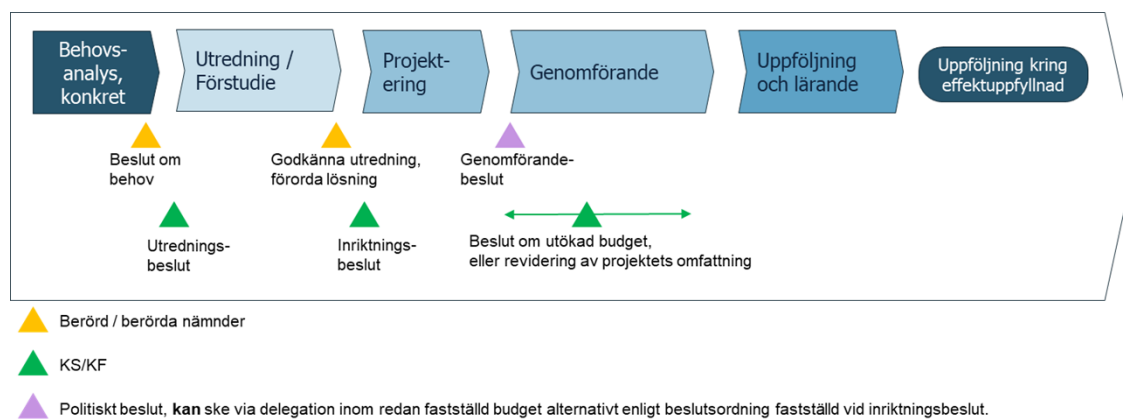 Behovs-
analys,
konkret
Utredning /
Förstudie
Projekt-
ering
Genomförande
Uppföljning
och lärande
Uppföljning kring
effektuppfyllnad
Beslut om
behov
Godkänna utredning,
förorda lösning
Genomförande-
beslut
Utrednings-
beslut
Inriktnings-
beslut
Beslut om utökad budget,
eller revidering av projektets omfattning
Berörd / berörda nämnder
KS/KF
Politiskt beslut, kan ske via delegation inom redan fastställd budget alternativt enligt beslutsordning fastställd vid inriktningsbeslut.